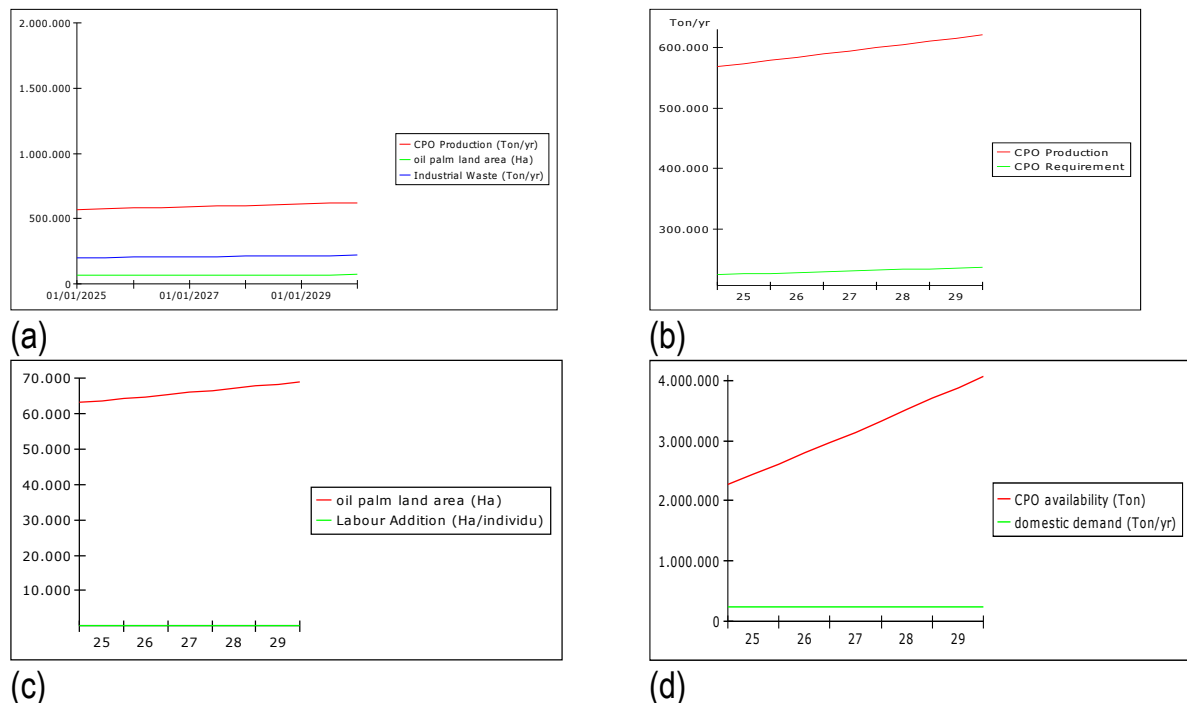 2.000.000
1.500.000
1.000.000
500.000
0
01/01/2025 01/01/2027 01/01/2029
CPO Production (Ton/yr)
oil palm land area (Ha)
Industrial Waste (Ton/yr)
(a)
Ton/yr
600.000
500.000
400.000
300.000
25 26 27 28 29
CPO Production
CPO Requirement
(b)
70.000
60.000
50.000
40.000
30.000
20.000
10.000
25 26 27 28 29
oil palm land area (Ha)
Labour Addition (Ha/individu)
(c)
4.000.000
3.000.000
2.000.000
1.000.000
0
25 26 27 28 29
CPO availability (Ton)
domestic demand (Ton/yr)
(d)